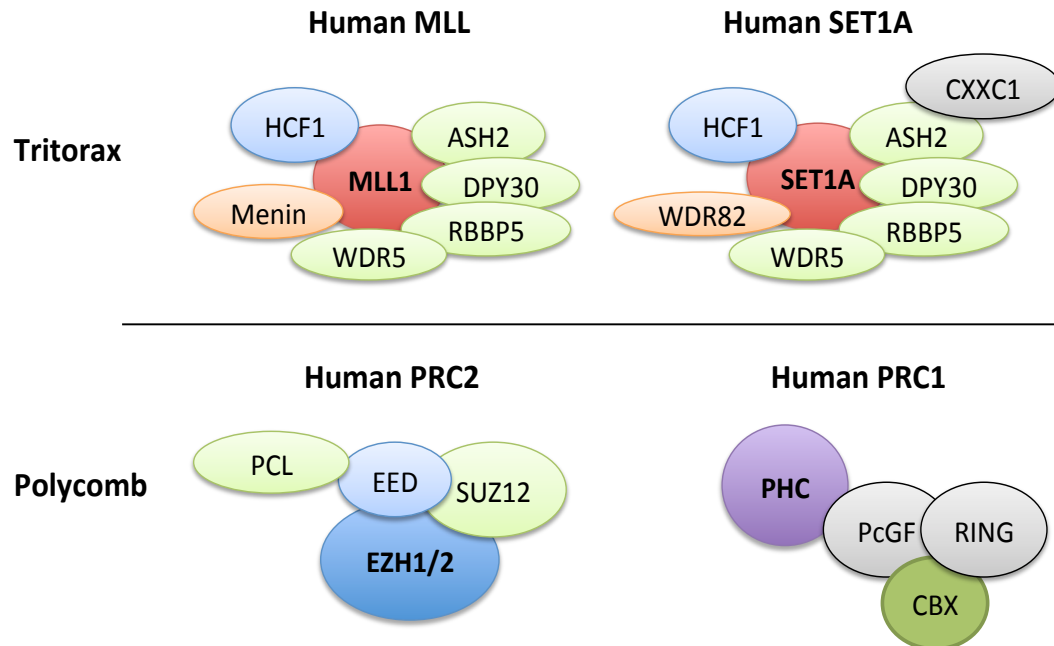 Human MLL
Human SET1A
Tritorax
HCF1
MLL1
ASH2
DPY30
Menin
RBBP5
WDR5
CXXC1
HCF1
ASH2
SET1A
DPY30
WDR82
RBBP5
WDR5
Human PRC2
Human PRC1
Polycomb
PCL
EED
SUZ12
EZH1/2
PHC
PcGF
RING
CBX